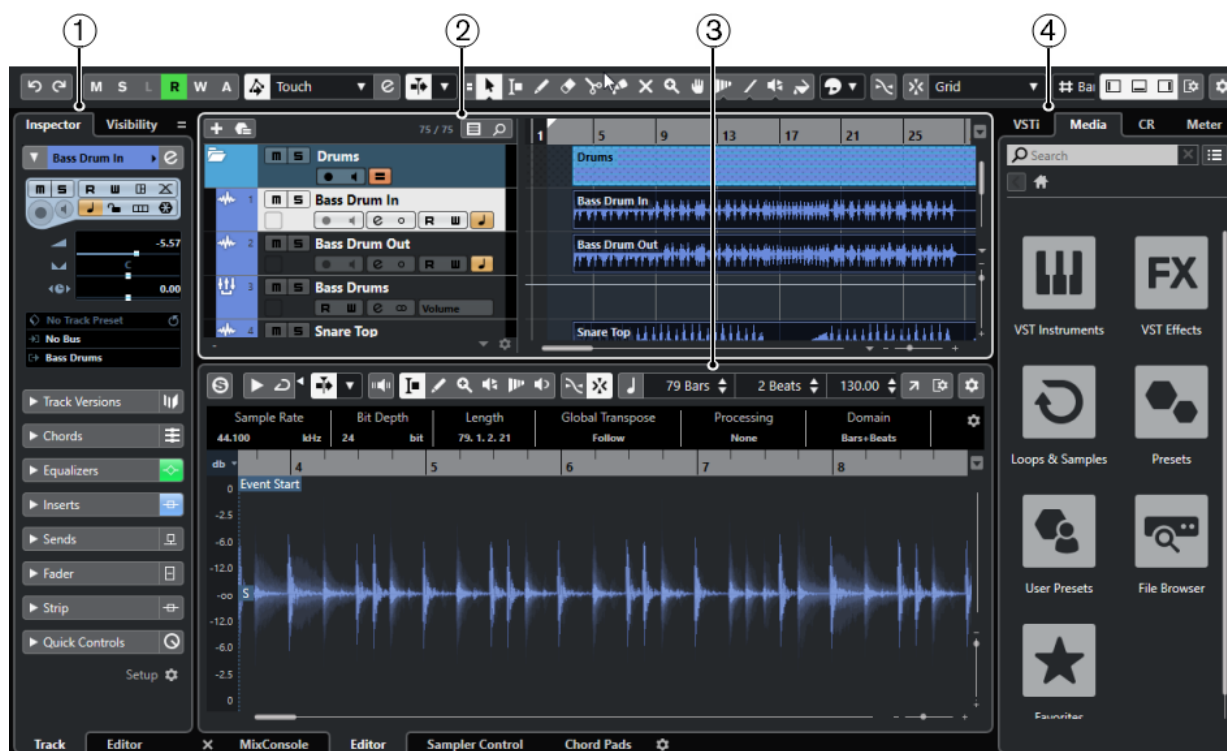 1 2 3 4
M S L R W A Touch Grid Ba
Inspector Visibility
Bass Drum In
m S R W
-5.57
C
0.00
No Track Preset
No Bus
Bass Drums
Track Versions
Chords
Equalizers
Inserts
Sends
Fader
Strip
Quick Controls
Setup
Track Editor
75 / 75
1 5 9 13 17 21 25
m S Drums
Drums
1 m S Bass Drum In
e R W
Bass Drum In
2 m S Bass Drum Out
e R W
Bass Drum Out
3 m S Bass Drums
R W e Volume
4 m S Snare Top
Snare Top
S 79 Bars 2 Beats 130.00
Sample Rate Bit Depth Length Global Transpose Processing Domain
44.100 kHz 24 bit 79. 1. 2. 21 Follow None Bars+Beats
db 4 5 6 7 8
Event Start
0
-2.5
-6.0
-12.0
-oo S
-12.0
-6.0
-2.5
0
MixConsole Editor Sampler Control Chord Pads
VSTi Media CR Meter
Search
FX
VST Instruments VST Effects
Loops & Samples Presets
User Presets File Browser
Favorites